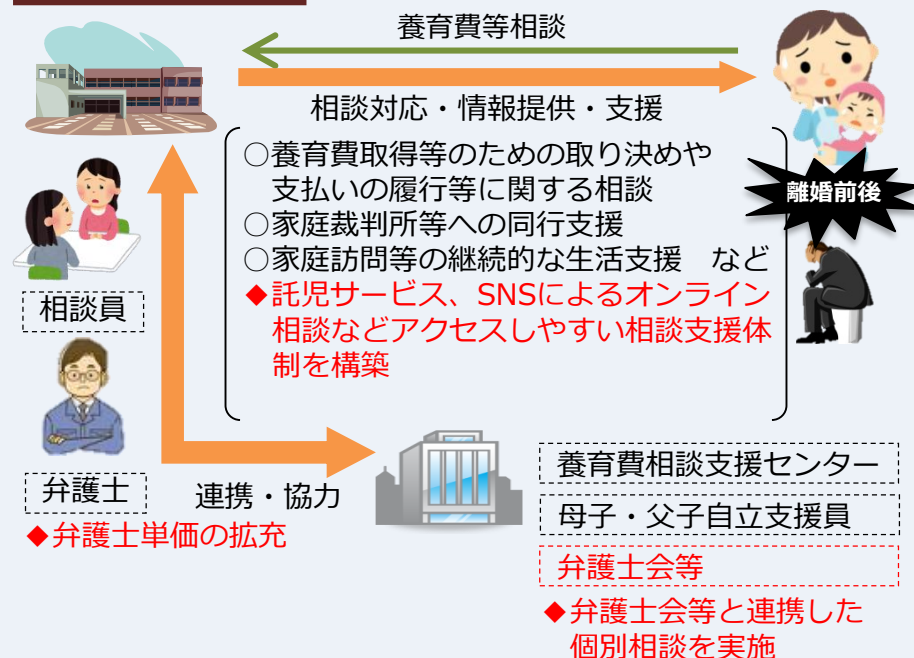 養育費等相談
相談対応・情報提供・支援
○養育費取得等のための取り決めや
支払いの履行等に関する相談
○家庭裁判所等への同行支援
○家庭訪問等の継続的な生活支援　など
◆託児サービス、SNSによるオンライン
相談などアクセスしやすい相談支援体
制を構築
離婚前後
相談員
弁護士
◆弁護士単価の拡充
連携・協力
養育費相談支援センター
母子・父子自立支援員
弁護士会等
◆弁護士会等と連携した
個別相談を実施